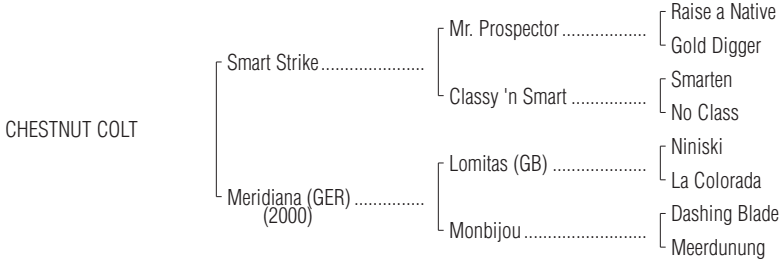 Raise a Native
Mr. Prospector..................
Gold Digger
Smart Strike......................
Smarten
Classy 'n Smart ................
No Class
CHESTNUT COLT
Niniski
Lomitas (GB) ....................
La Colorada
Meridiana (GER) ...............
(2000)
Dashing Blade
Monbijou..........................
Meerdunung